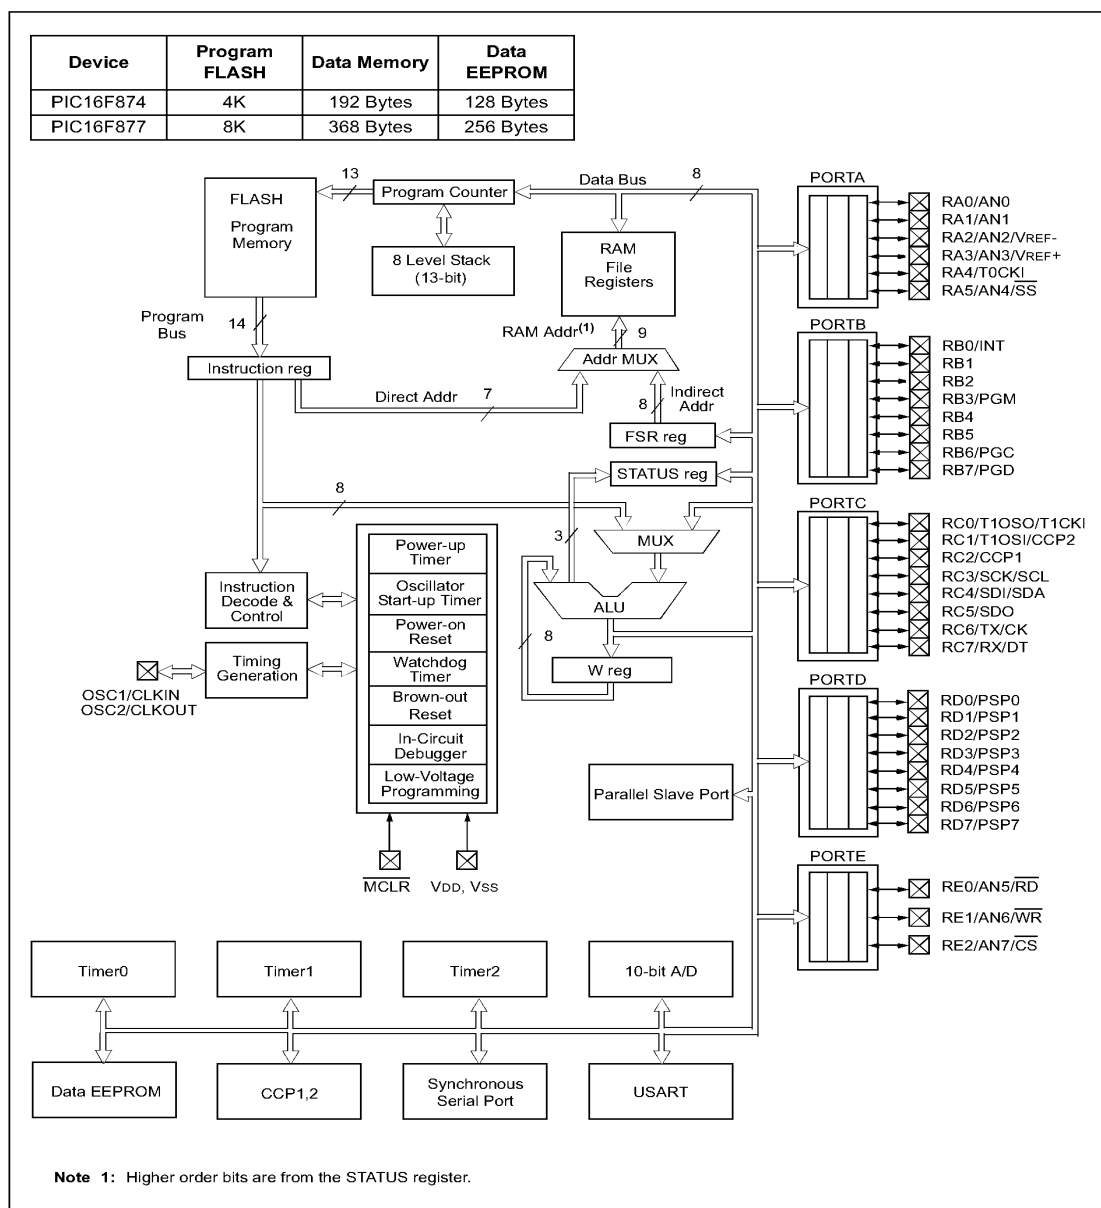 Device Program FLASH Data Memory Data EEPROM
PIC16F874 4K 192 Bytes 128 Bytes
PIC16F877 8K 368 Bytes 256 Bytes
FLASH
Program
Memory
13
Program Counter
8 Level Stack
(13-bit)
Data Bus
8
RAM
File
Registers
Program
Bus
14
RAM Addr(1)
9
Addr MUX
Instruction reg
Direct Addr
7
8
Indirect
Addr
FSR reg
STATUS reg
8
3
MUX
ALU
8
W reg
Power-up
Timer
Oscillator
Start-up Timer
Power-on
Reset
Watchdog
Timer
Brown-out
Reset
In-Circuit
Debugger
Low-Voltage
Programming
Instruction
Decode &
Control
Timing
Generation
OSC1/CLKIN
OSC2/CLKOUT
MCLR
VDD, VSS
Parallel Slave Port
PORTA
RA0/AN0
RA1/AN1
RA2/AN2/VREF-
RA3/AN3/VREF+
RA4/T0CKI
RA5/AN4/SS
PORTB
RB0/INT
RB1
RB2
RB3/PGM
RB4
RB5
RB6/PGC
RB7/PGD
PORTC
RC0/T1OSO/T1CKI
RC1/T1OSI/CCP2
RC2/CCP1
RC3/SCK/SCL
RC4/SDI/SDA
RC5/SDO
RC6/TX/CK
RC7/RX/DT
PORTD
RD0/PSP0
RD1/PSP1
RD2/PSP2
RD3/PSP3
RD4/PSP4
RD5/PSP5
RD6/PSP6
RD7/PSP7
PORTE
RE0/AN5/RD
RE1/AN6/WR
RE2/AN7/CS
Timer0
Timer1
Timer2
10-bit A/D
Data EEPROM
CCP1,2
Synchronous
Serial Port
USART
Note 1: Higher order bits are from the STATUS register.